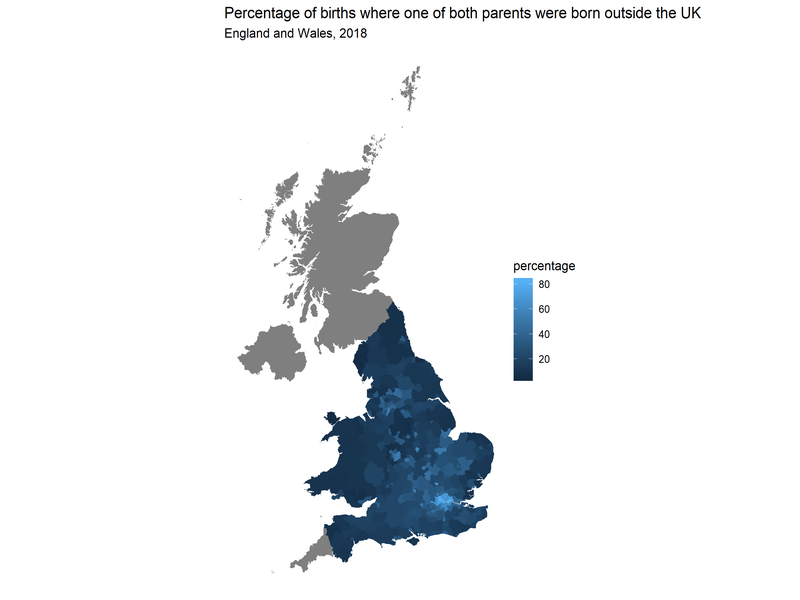 Percentage of births where one of both parents were born outside the UK
England and Wales, 2018
percentage
80
60
40
20